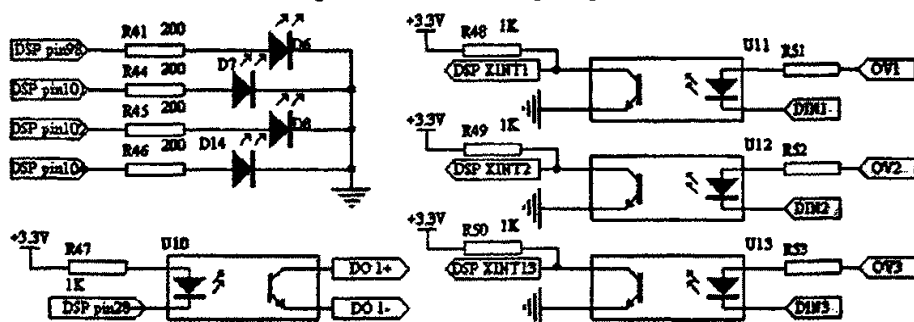 R41 200
DSP pin98
D6
R44 200
D7
DSP pin10
R45 200
DSP pin10
D8
R46 200
D14
DSP pin10
+3.3V
R47
1K
U10
DSP pin28
DO 1+
DO 1-
+3.3V
R48 1K
U11
R51
OV1
DSP XINT1
DIN1
+3.3V
R49 1K
U12
R52
OV2
DSP XINT2
DIN2
+3.3V
R50 1K
U13
R53
OV3
DSP XINT13
DIN3